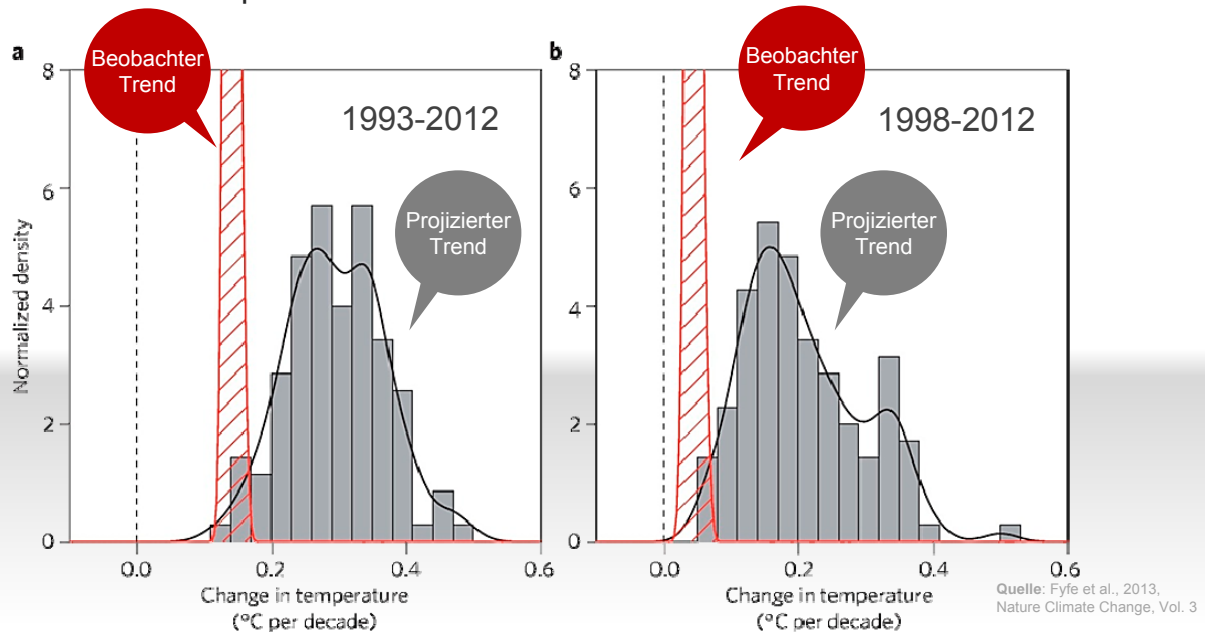 a
Beobachter
Trend
1993-2012
Projizierter
Trend
Normalized density
8
6
4
2
0
0.0
0.2
0.4
0.6
Change in temperature
(°C per decade)
b
Beobachter
Trend
1998-2012
Projizierter
Trend
8
6
4
2
0
0.0
0.2
0.4
0.6
Change in temperature
(°C per decade)
Quelle: Fyfe et al., 2013,
Nature Climate Change, Vol. 3